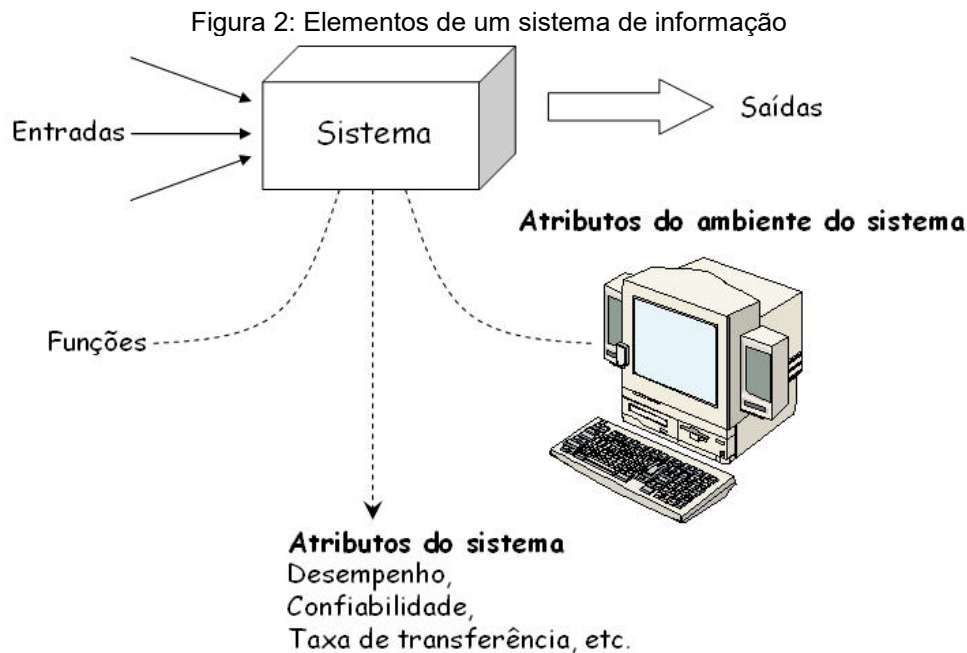 Figura 2: Elementos de um sistema de informação
Entradas
Sistema
Saídas
Atributos do ambiente do sistema
Funções
Atributos do sistema
Desempenho,
Confiabilidade,
Taxa de transferência, etc.